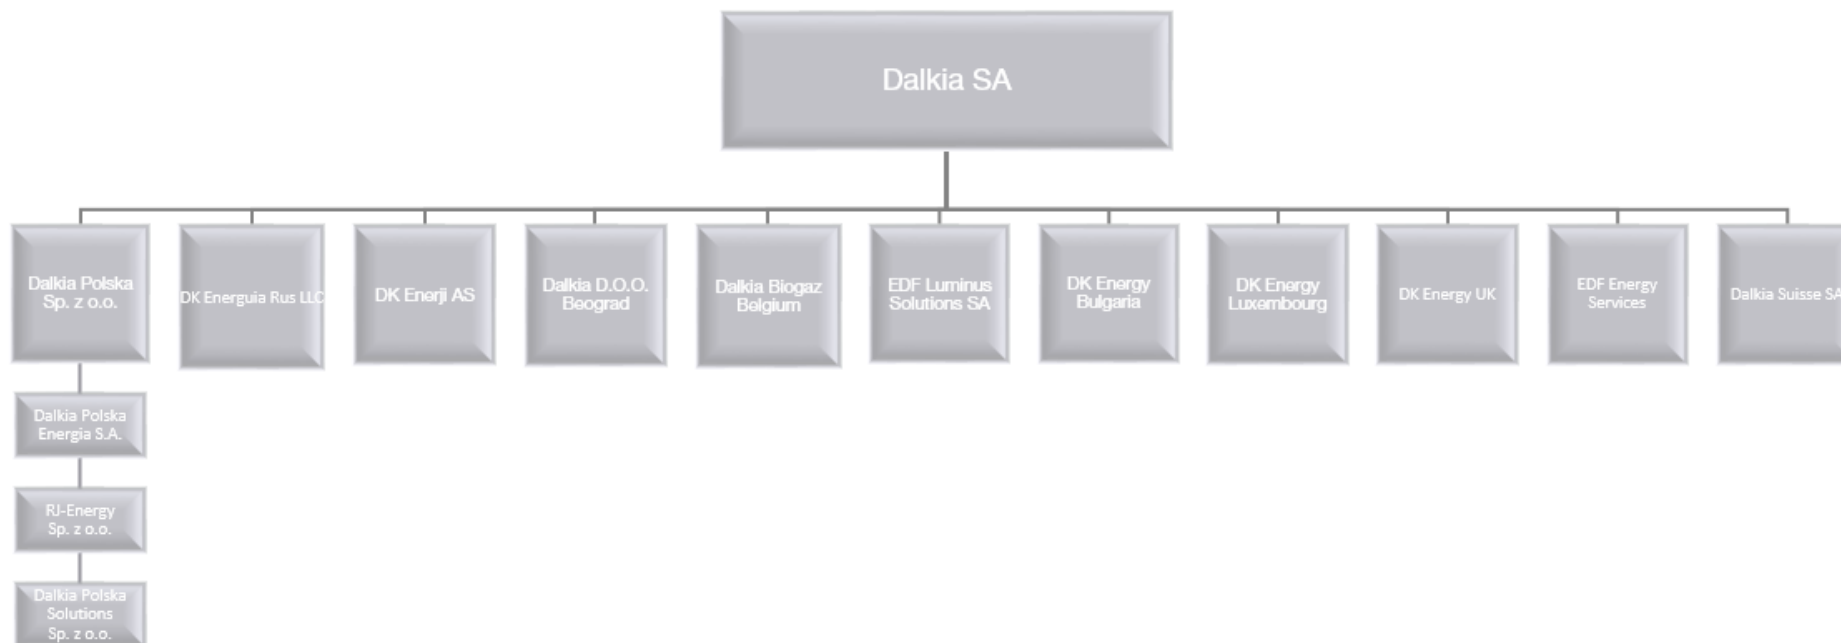 Dalkia SA
Dalkia Polska
Sp. z o.o.
DK Energuia Rus LLC
DK Enerji AS
Dalkia D.O.O.
Beograd
Dalkia Biogaz
Belgium
EDF Luminus
Solutions SA
DK Energy
Bulgaria
DK Energy
Luxembourg
DK Energy UK
EDF Energy
Services
Dalkia Suisse SA
Dalkia Polska
Energia S.A.
RJ-Energy
Sp. z o.o.
Dalkia Polska
Solutions
Sp. z o.o.